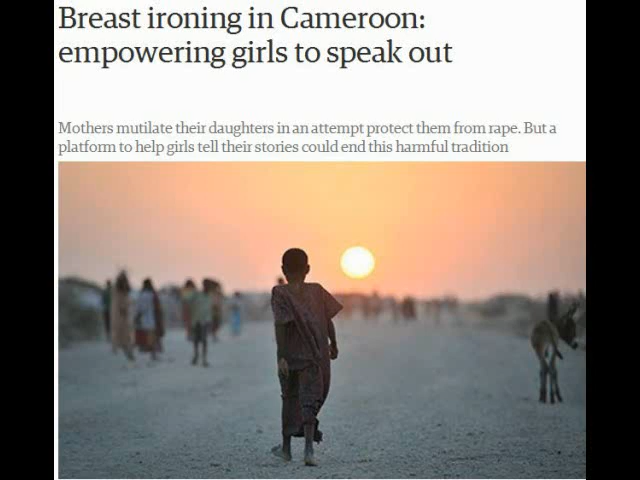 Breast ironing in Cameroon:
empowering girls to speak out
Mothers mutilate their daughters in an attempt protect them from rape. But a
platform to help girls tell their stories could end this harmful tradition